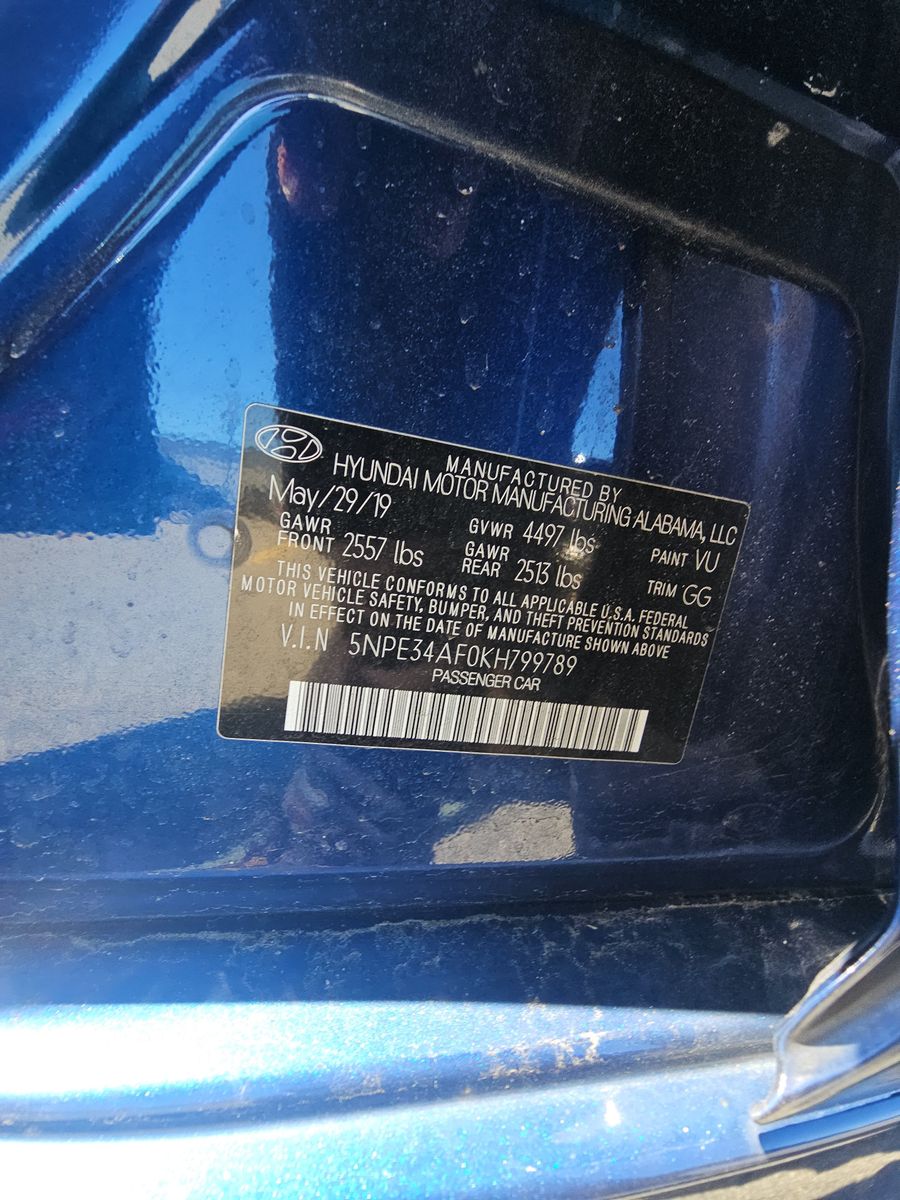 MANUFACTURED BY
HYUNDAI MOTOR MANUFACTURING ALABAMA, LLC
May/29/19 GVWR 4497 lbs PAINT VU
GAWR FRONT 2557 lbs GAWR REAR 2513 lbs TRIM GG
THIS VEHICLE CONFORMS TO ALL APPLICABLE U.S.A. FEDERAL
MOTOR VEHICLE SAFETY, BUMPER, AND THEFT PREVENTION STANDARDS
IN EFFECT ON THE DATE OF MANUFACTURE SHOWN ABOVE
V.I.N 5NPE34AF0KH799789
PASSENGER CAR